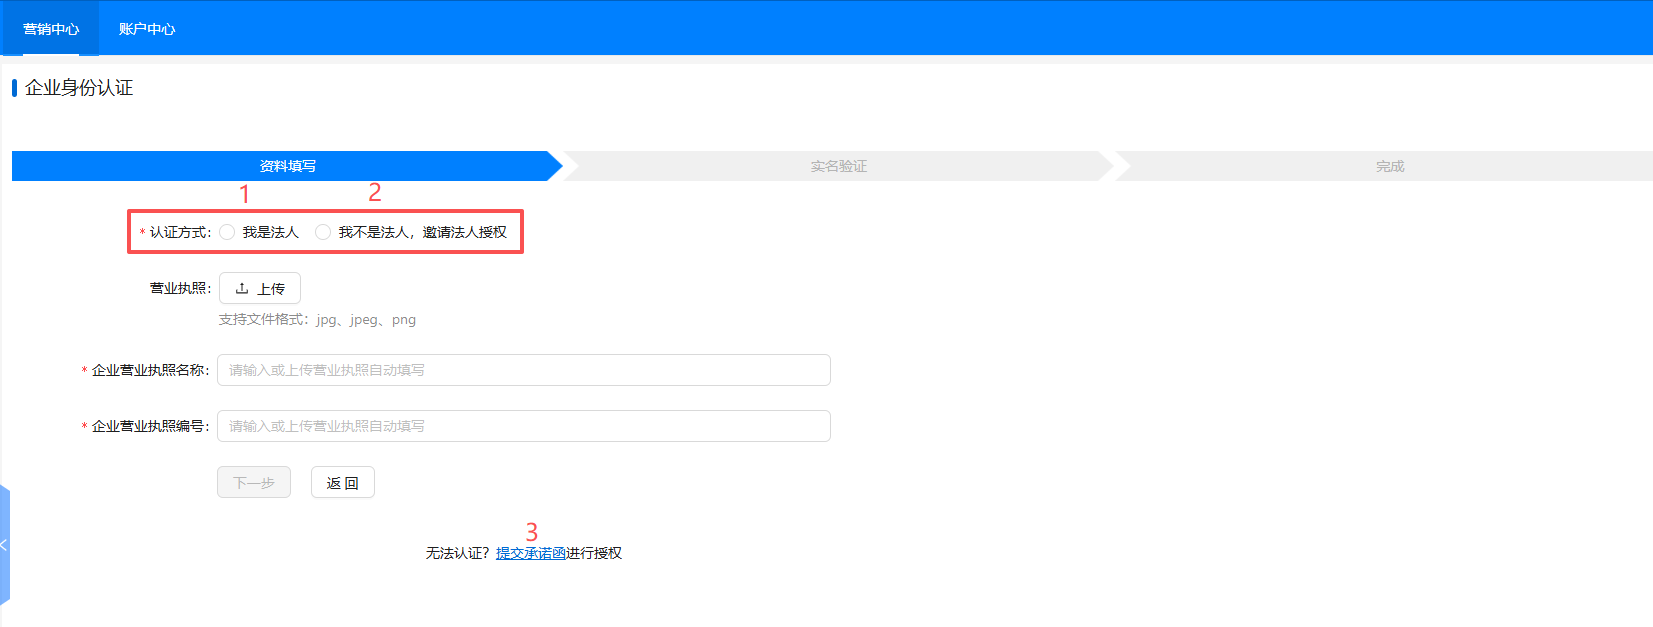 营销中心 账户中心
企业身份认证
资料填写 实名验证 完成
1 2
* 认证方式: 我是法人 我不是法人，邀请法人授权
营业执照: 上传
支持文件格式：jpg、jpeg、png
* 企业营业执照名称: 请输入或上传营业执照自动填写
* 企业营业执照编号: 请输入或上传营业执照自动填写
下一步 返 回
3
无法认证？提交承诺函进行授权